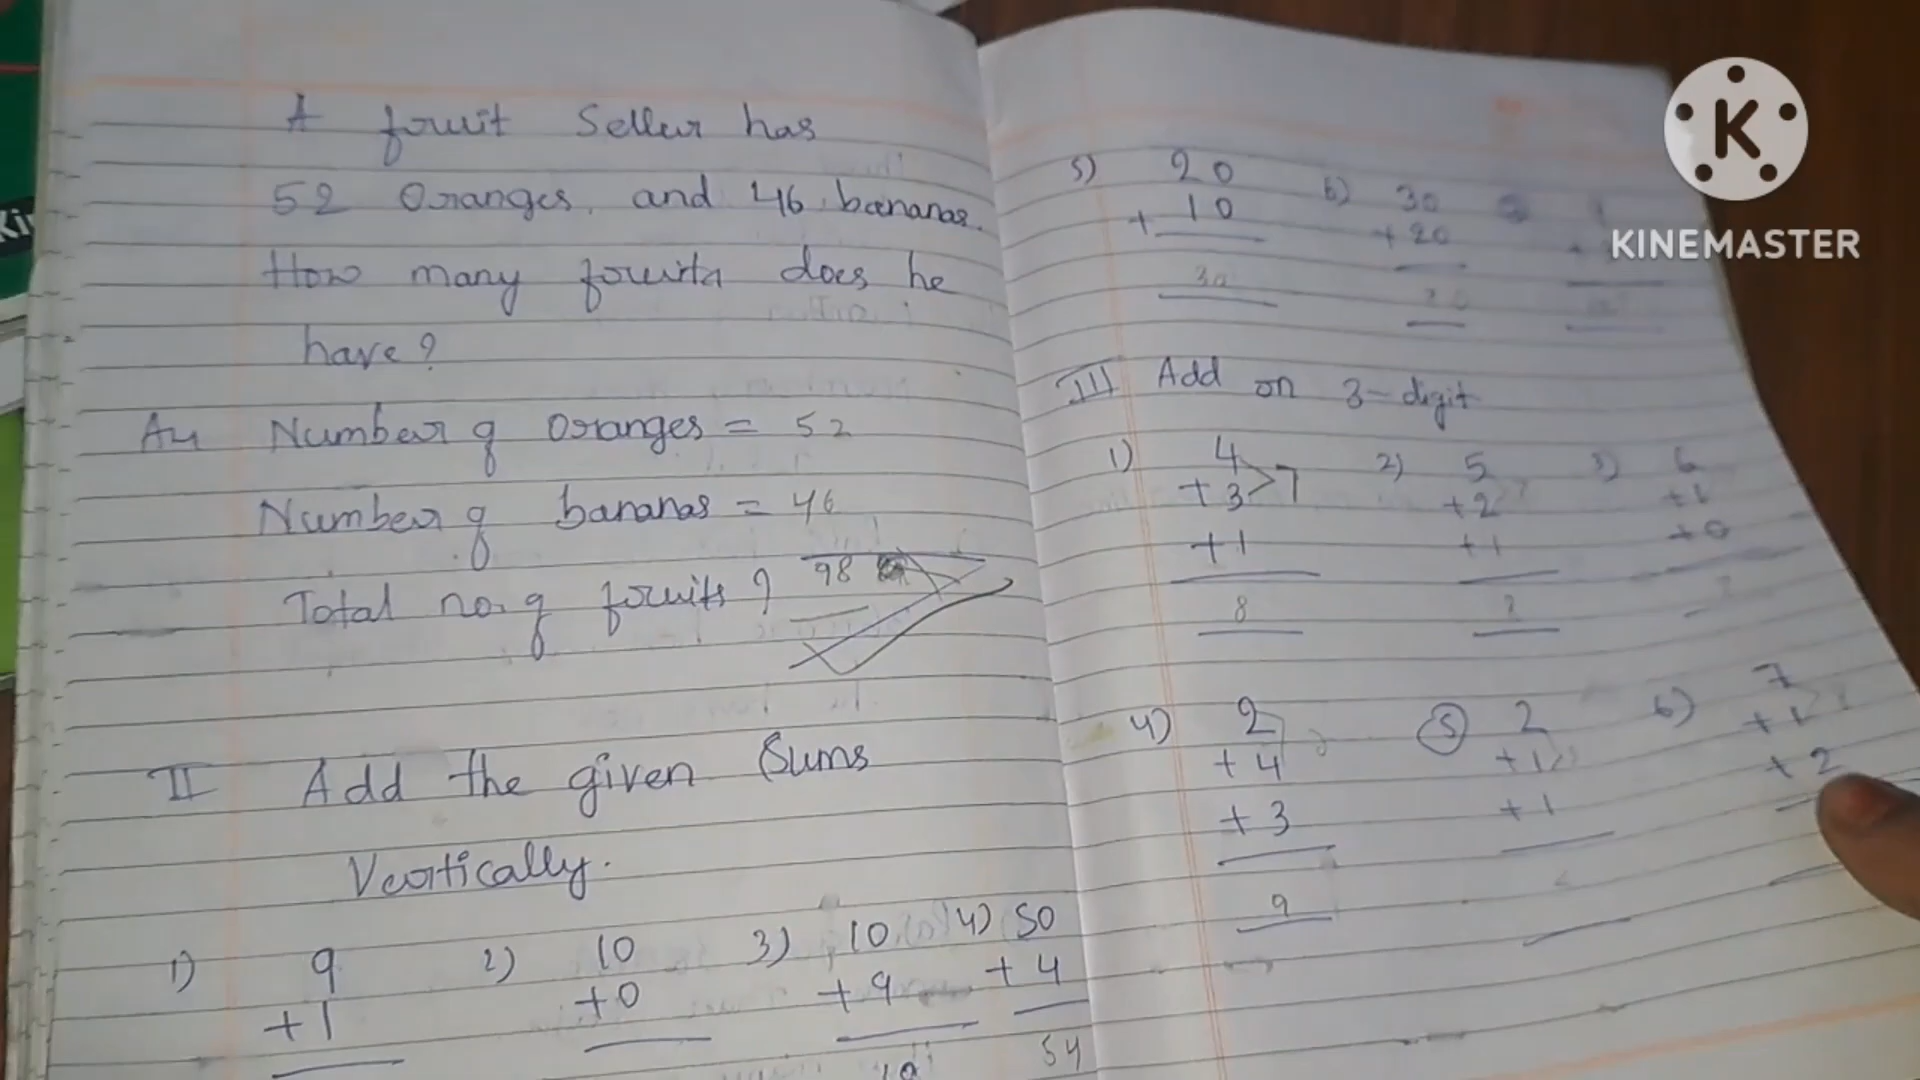 A fruit Seller has
52 Oranges. and 46 bananas.
How many fruits does he
have?
An Number of Oranges = 52
Number of bananas = 46
Total no. of fruits ? 98
II Add the given Sums
Vertically.
1) 9 2) 10 3) 10 4) 50
+1 +0 +9 + 4
19 54
5) 20 6) 30
+ 10 + 20
30
III Add on 3-digit
1) 4 2) 5 3) 6
+ 3 > 7 +2 +1
+1 +1 +0
8
4) 2 5 2 6) 7
+ 4 +1 +1
+ 3 +1 +2
9
K
KINEMASTER